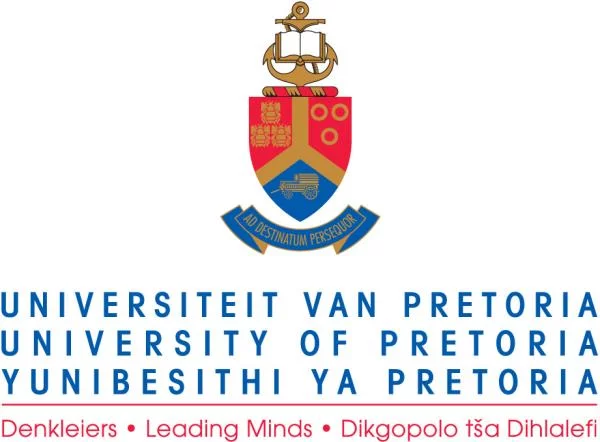 AD DESTINATUM PERSEQUOR
UNIVERSITEIT VAN PRETORIA
UNIVERSITY OF PRETORIA
YUNIBESITHI YA PRETORIA
Denkleiers • Leading Minds • Dikgopolo tša Dihlalefi